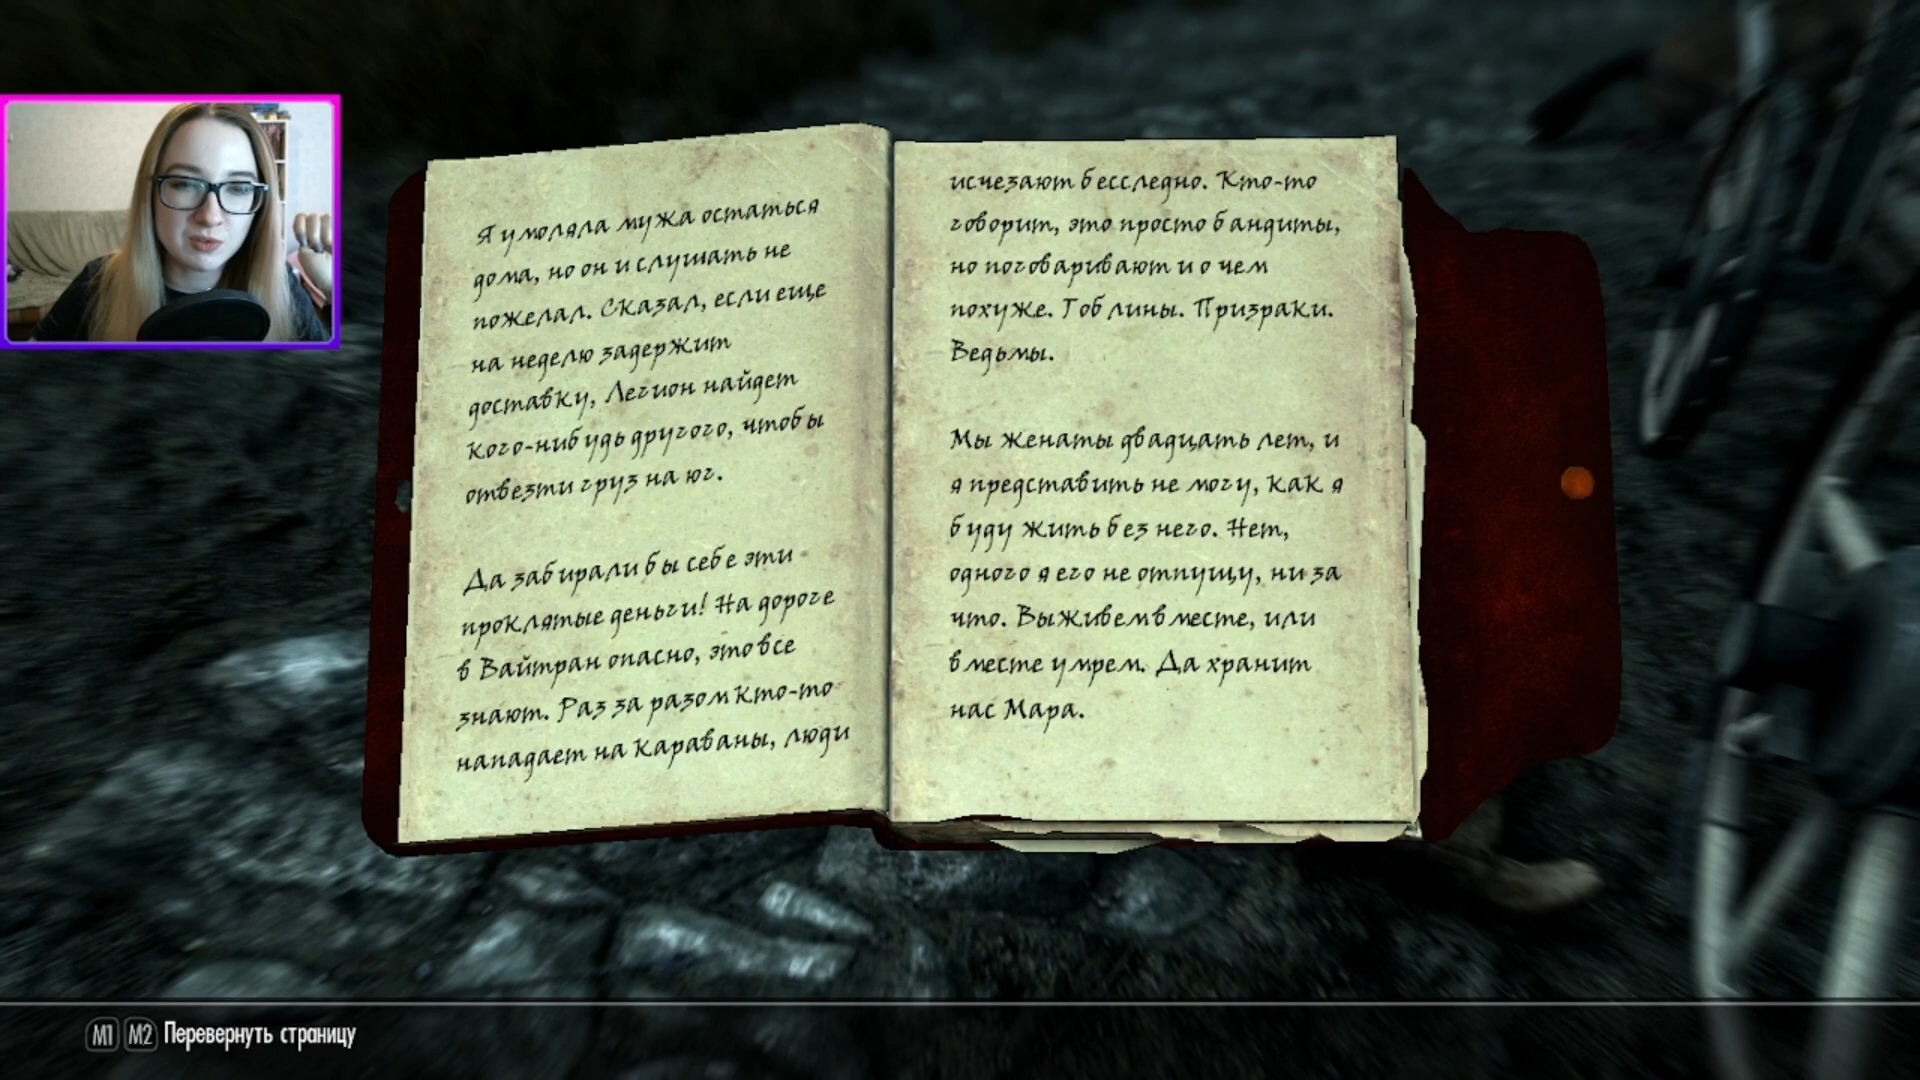 Я умоляла мужа остаться
дома, но он и слушать не
пожелал. Сказал, если еще
на неделю задержит
доставку, Легион найдет
кого-нибудь другого, чтобы
отвезти груз на юг.
Да забирали бы себе эти
проклятые деньги! На дороге
в Вайтран опасно, это все
знают. Раз за разом кто-то
нападает на караваны, люди
исчезают бесследно. Кто-то
говорит, это просто бандиты,
но поговаривают и о чем
похуже. Гоблины. Призраки.
Ведьмы.
Мы женаты двадцать лет, и
я представить не могу, как я
буду жить без него. Нет,
одного я его не отпущу, ни за
что. Выживем вместе, или
вместе умрем. Да хранит
нас Мара.
M1 M2 Перевернуть страницу